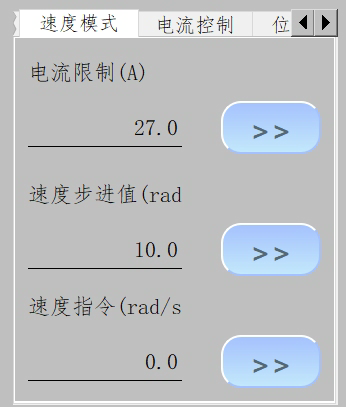 速度模式 电流控制 位
电流限制(A)
27.0 >>
速度步进值(rad
10.0 >>
速度指令(rad/s
0.0 >>